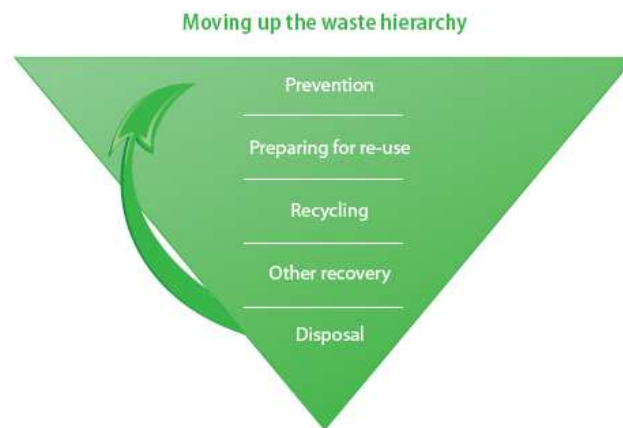 Moving up the waste hierarchy
Prevention
Preparing for re-use
Recycling
Other recovery
Disposal